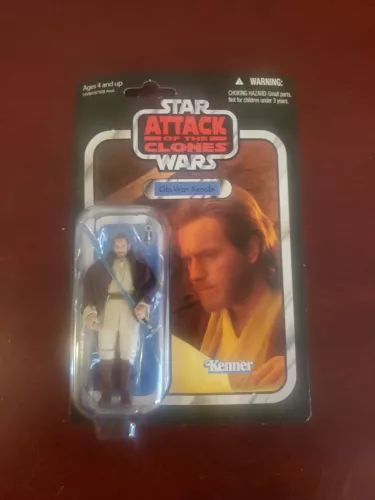 Ages 4 and up
WARNING:
CHOKING HAZARD-Small parts.
Not for children under 3 years.
STAR
ATTACK
OF THE
CLONES
WARS
Obi-Wan Kenobi
Kenner